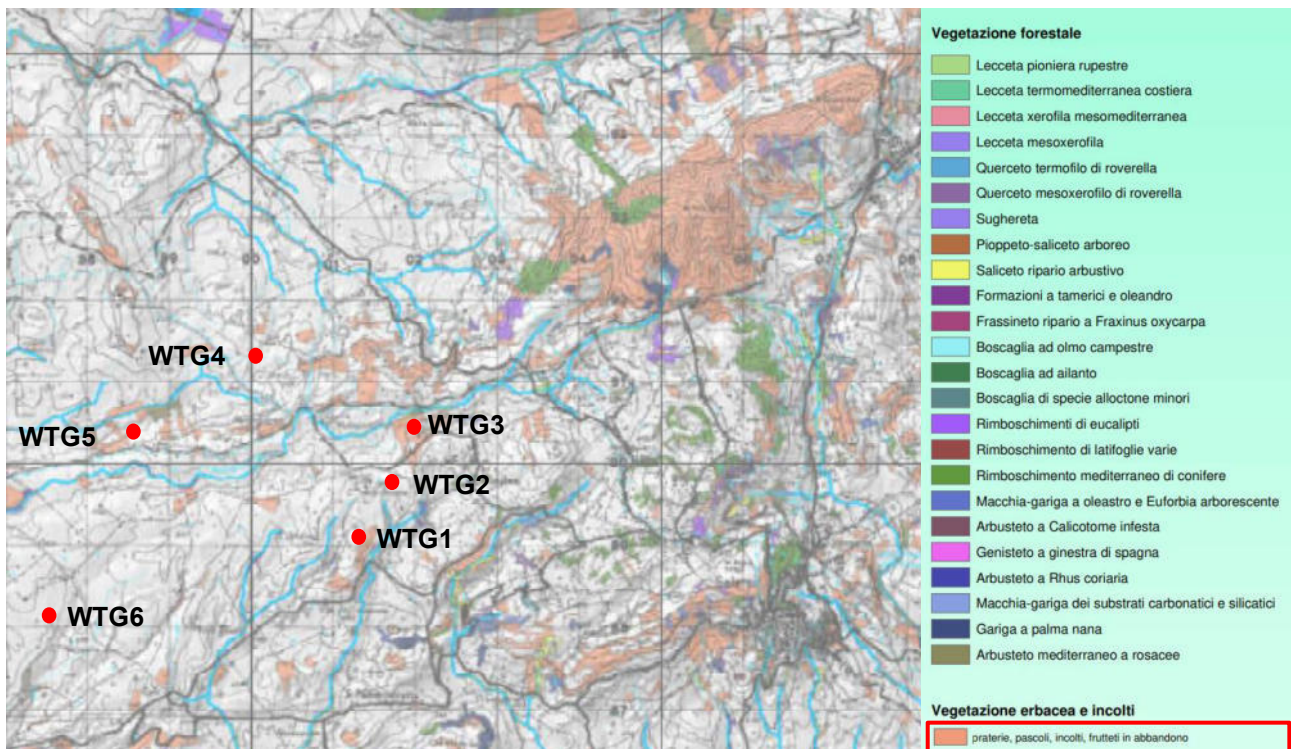 WTG4
WTG5
WTG3
WTG2
WTG1
WTG6
88
02
04
05
07
Vegetazione forestale
Lecceta pioniera rupestre
Lecceta termomediterranea costiera
Lecceta xerofila mesomediterranea
Lecceta mesoxerofila
Querceto termofilo di roverella
Querceto mesoxerofilo di roverella
Sughereta
Pioppeto-saliceto arboreo
Saliceto ripario arbustivo
Formazioni a tamerici e oleandro
Frassineto ripario a Fraxinus oxycarpa
Boscaglia ad olmo campestre
Boscaglia ad ailanto
Boscaglia di specie alloctone minori
Rimboschimenti di eucalipti
Rimboschimento di latifoglie varie
Rimboschimento mediterraneo di conifere
Macchia-gariga a oleastro e Euforbia arborescente
Arbusteto a Calicotome infesta
Genisteto a ginestra di spagna
Arbusteto a Rhus coriaria
Macchia-gariga dei substrati carbonatici e silicatici
Gariga a palma nana
Arbusteto mediterraneo a rosacee
Vegetazione erbacea e incolti
praterie, pascoli, incolti, frutteti in abbandono